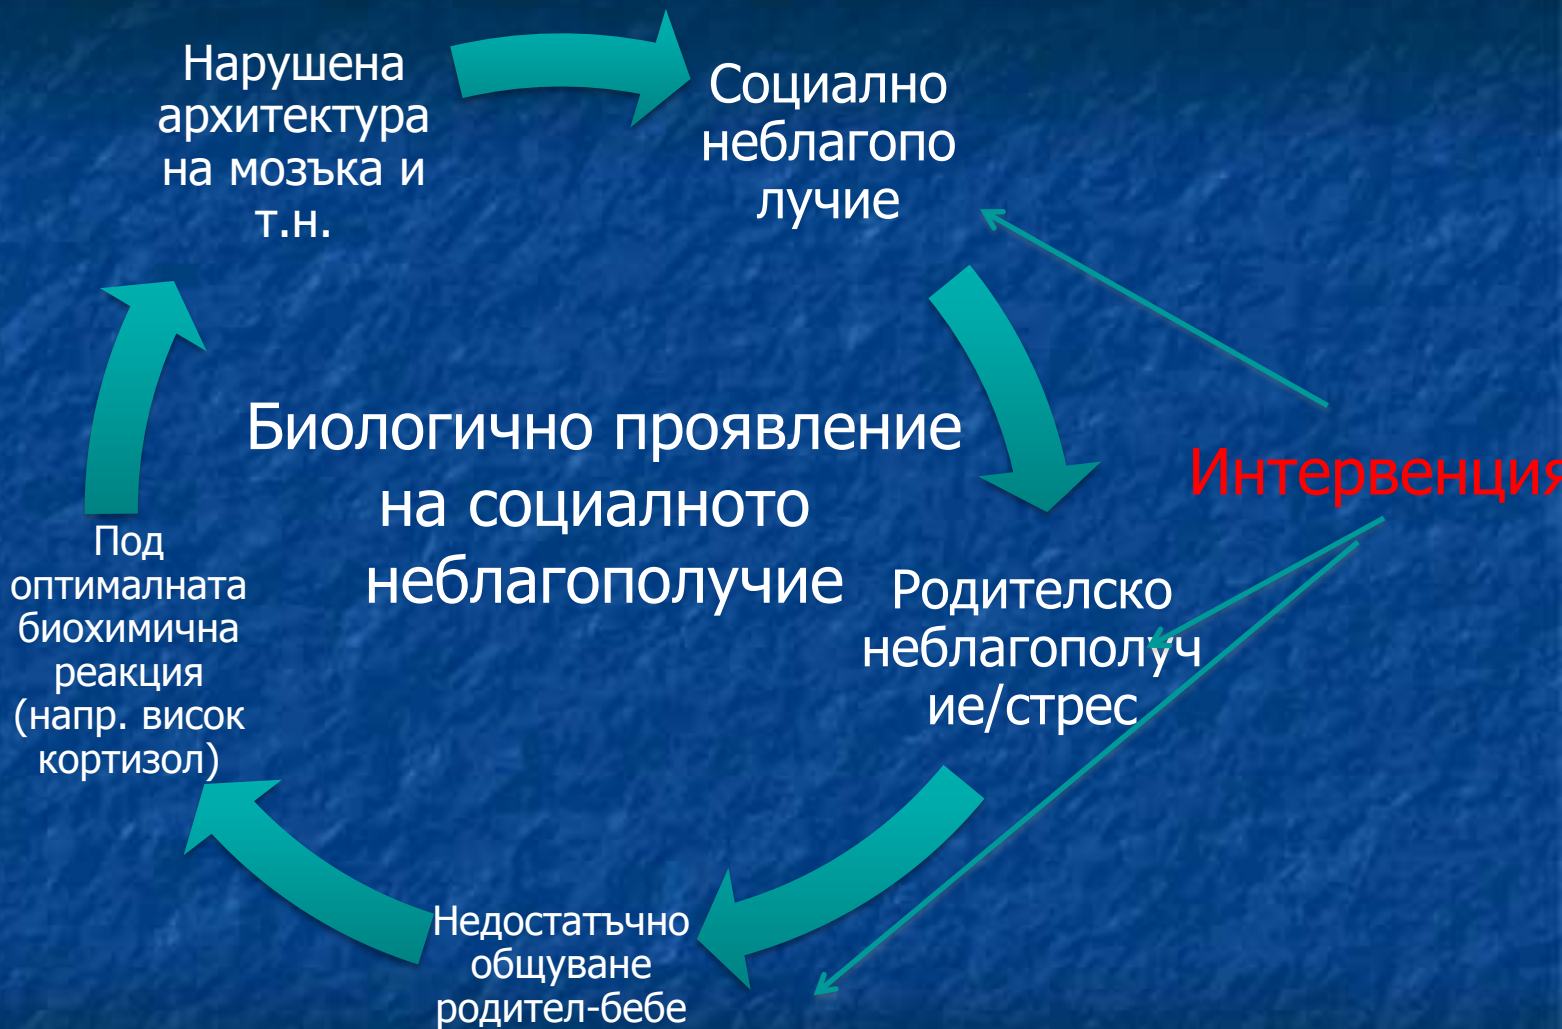 Нарушена
архитектура
на мозъка и
т.н.
Социално
неблагопо
лучие
Биологично проявление
на социалното
неблагополучие
Интервенция
Родителско
неблагополуч
ие/стрес
Под
оптималната
биохимична
реакция
(напр. висок
кортизол)
Недостатъчно
общуване
родител-бебе